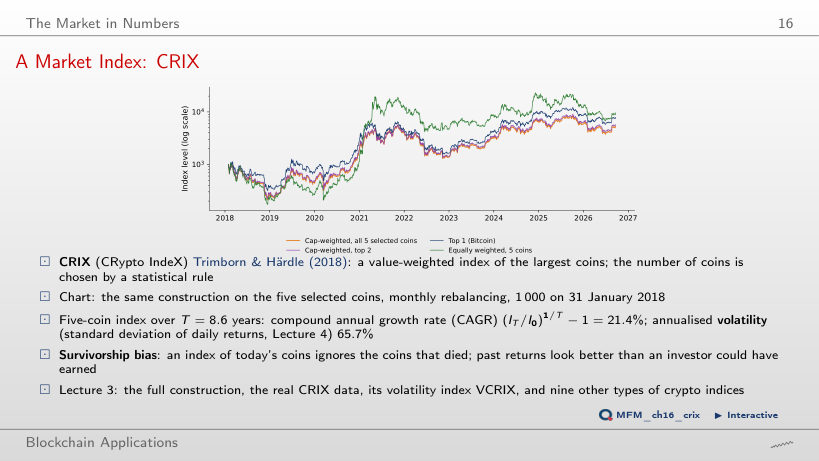 The Market in Numbers 16
A Market Index: CRIX
Index level (log scale)
10⁴
10³
2018 2019 2020 2021 2022 2023 2024 2025 2026 2027
Cap-weighted, all 5 selected coins Top 1 (Bitcoin)
Cap-weighted, top 2 Equally weighted, 5 coins
CRIX (CRypto IndeX) Trimborn & Härdle (2018): a value-weighted index of the largest coins; the number of coins is
chosen by a statistical rule
Chart: the same construction on the five selected coins, monthly rebalancing, 1 000 on 31 January 2018
Five-coin index over T = 8.6 years: compound annual growth rate (CAGR) (I_T/I_0)^{1/T} − 1 = 21.4%; annualised volatility
(standard deviation of daily returns, Lecture 4) 65.7%
Survivorship bias: an index of today's coins ignores the coins that died; past returns look better than an investor could have
earned
Lecture 3: the full construction, the real CRIX data, its volatility index VCRIX, and nine other types of crypto indices
MFM_ch16_crix ▶ Interactive
Blockchain Applications